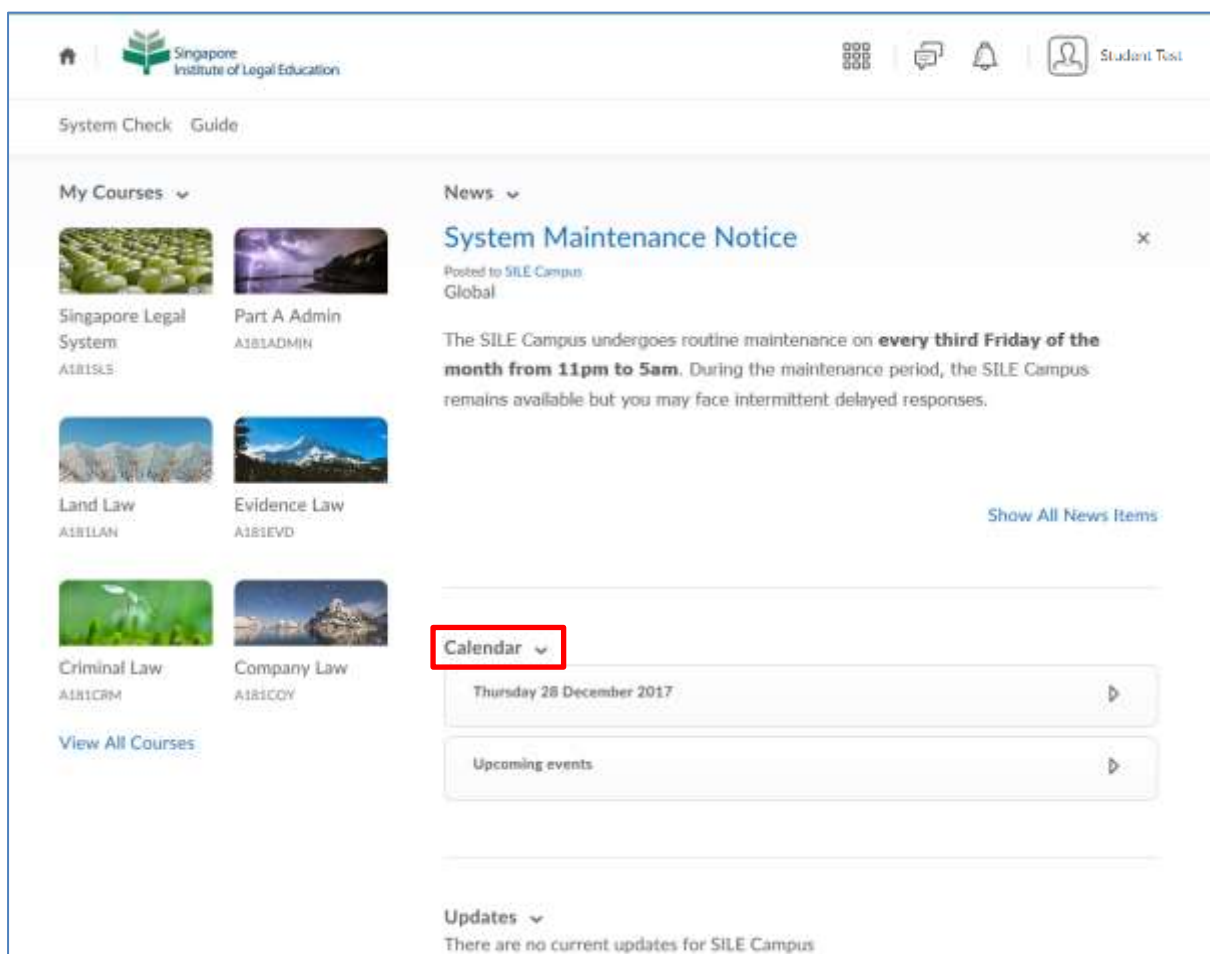 Singapore
Institute of Legal Education
Student Test
System Check Guide
My Courses
Singapore Legal
System
A181SLS
Part A Admin
A181ADMIN
Land Law
A181LAN
Evidence Law
A181EVD
Criminal Law
A181CRM
Company Law
A181COY
View All Courses
News
System Maintenance Notice
Posted to SILE Campus
Global
The SILE Campus undergoes routine maintenance on every third Friday of the
month from 11pm to 5am. During the maintenance period, the SILE Campus
remains available but you may face intermittent delayed responses.
Show All News Items
Calendar
Thursday 28 December 2017
Upcoming events
Updates
There are no current updates for SILE Campus